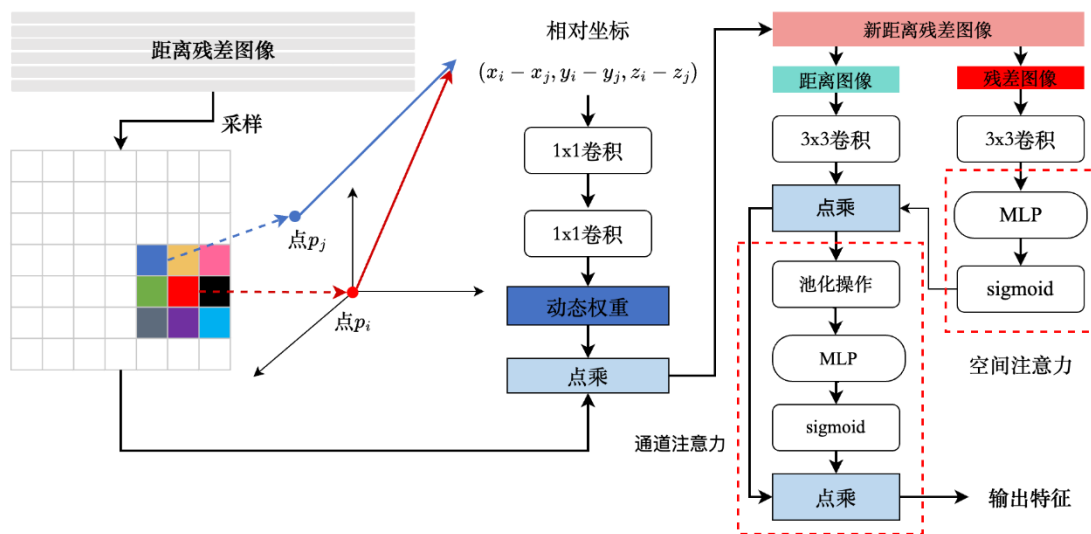 距离残差图像
采样
点p_j
点p_i
相对坐标
(x_i − x_j, y_i − y_j, z_i − z_j)
1x1卷积
1x1卷积
动态权重
点乘
新距离残差图像
距离图像
残差图像
3x3卷积
3x3卷积
点乘
MLP
sigmoid
空间注意力
池化操作
MLP
sigmoid
通道注意力
点乘
输出特征